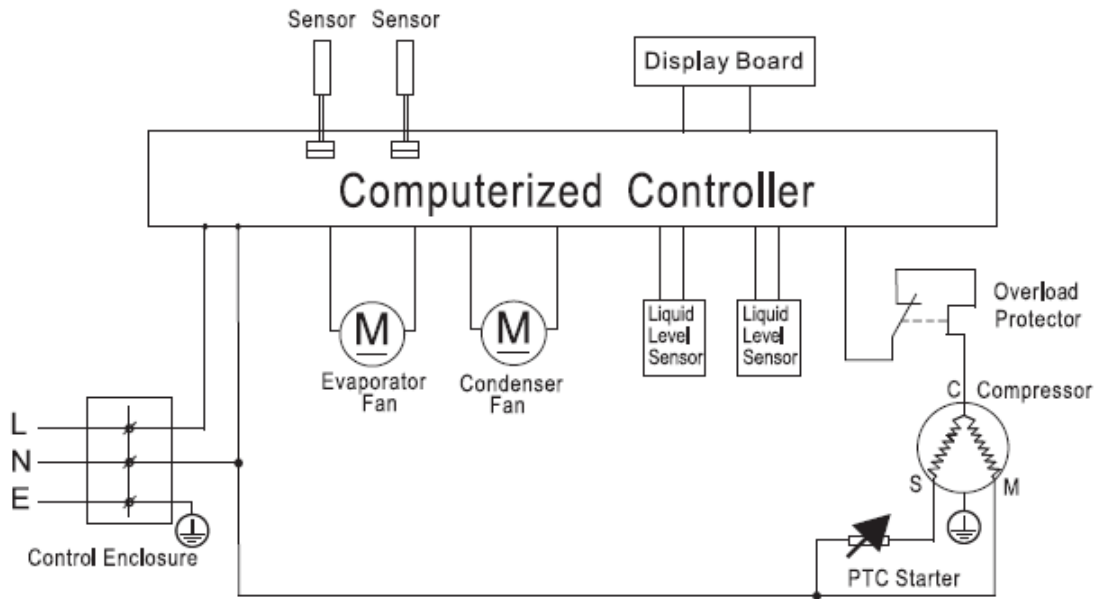 Sensor Sensor
Display Board
Computerized Controller
M
M
Evaporator
Fan
Condenser
Fan
Liquid
Level
Sensor
Liquid
Level
Sensor
Overload
Protector
C Compressor
S M
PTC Starter
L
N
E
Control Enclosure